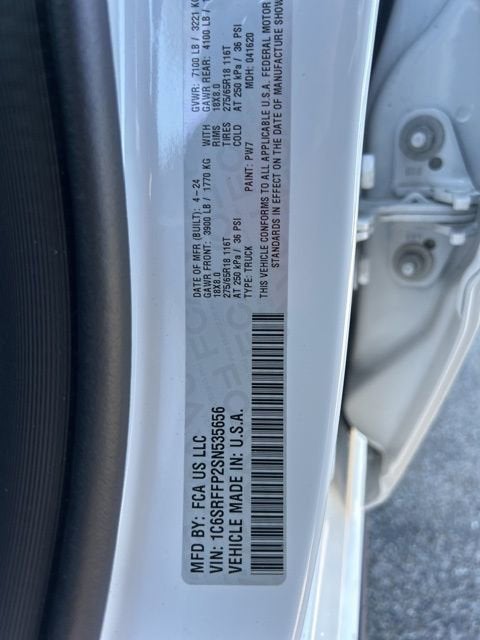 MFD BY: FCA US LLC
VIN: 1C6SRFFP2SN535656
VEHICLE MADE IN: U.S.A.
DATE OF MFR (BUILT): 4-24
GVWR: 7100 LB / 3221 KG
GAWR FRONT: 3900 LB / 1770 KG WITH
GAWR REAR: 4100 LB /
18X8.0 RIMS 18X8.0
275/65R18 116T TIRES 275/65R18 116T
AT 250 kPa / 36 PSI COLD AT 250 kPa / 36 PSI
TYPE: TRUCK PAINT: PW7 MDH: 041620
THIS VEHICLE CONFORMS TO ALL APPLICABLE U.S.A. FEDERAL MOTOR
STANDARDS IN EFFECT ON THE DATE OF MANUFACTURE SHOW